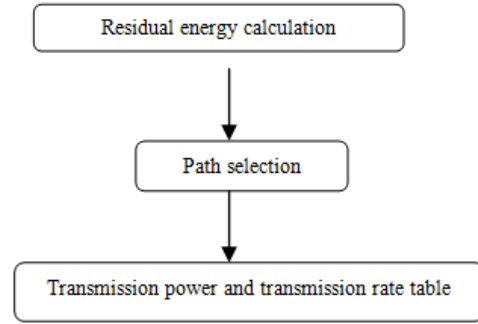 Residual energy calculation
Path selection
Transmission power and transmission rate table